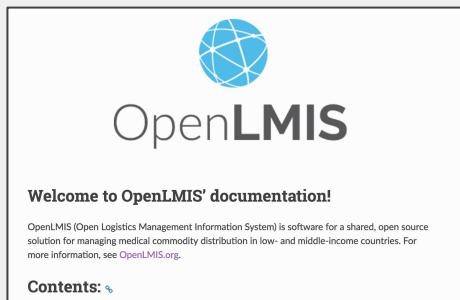 OpenLMIS
Welcome to OpenLMIS’ documentation!
OpenLMIS (Open Logistics Management Information System) is software for a shared, open source
solution for managing medical commodity distribution in low- and middle-income countries. For
more information, see OpenLMIS.org.
Contents: